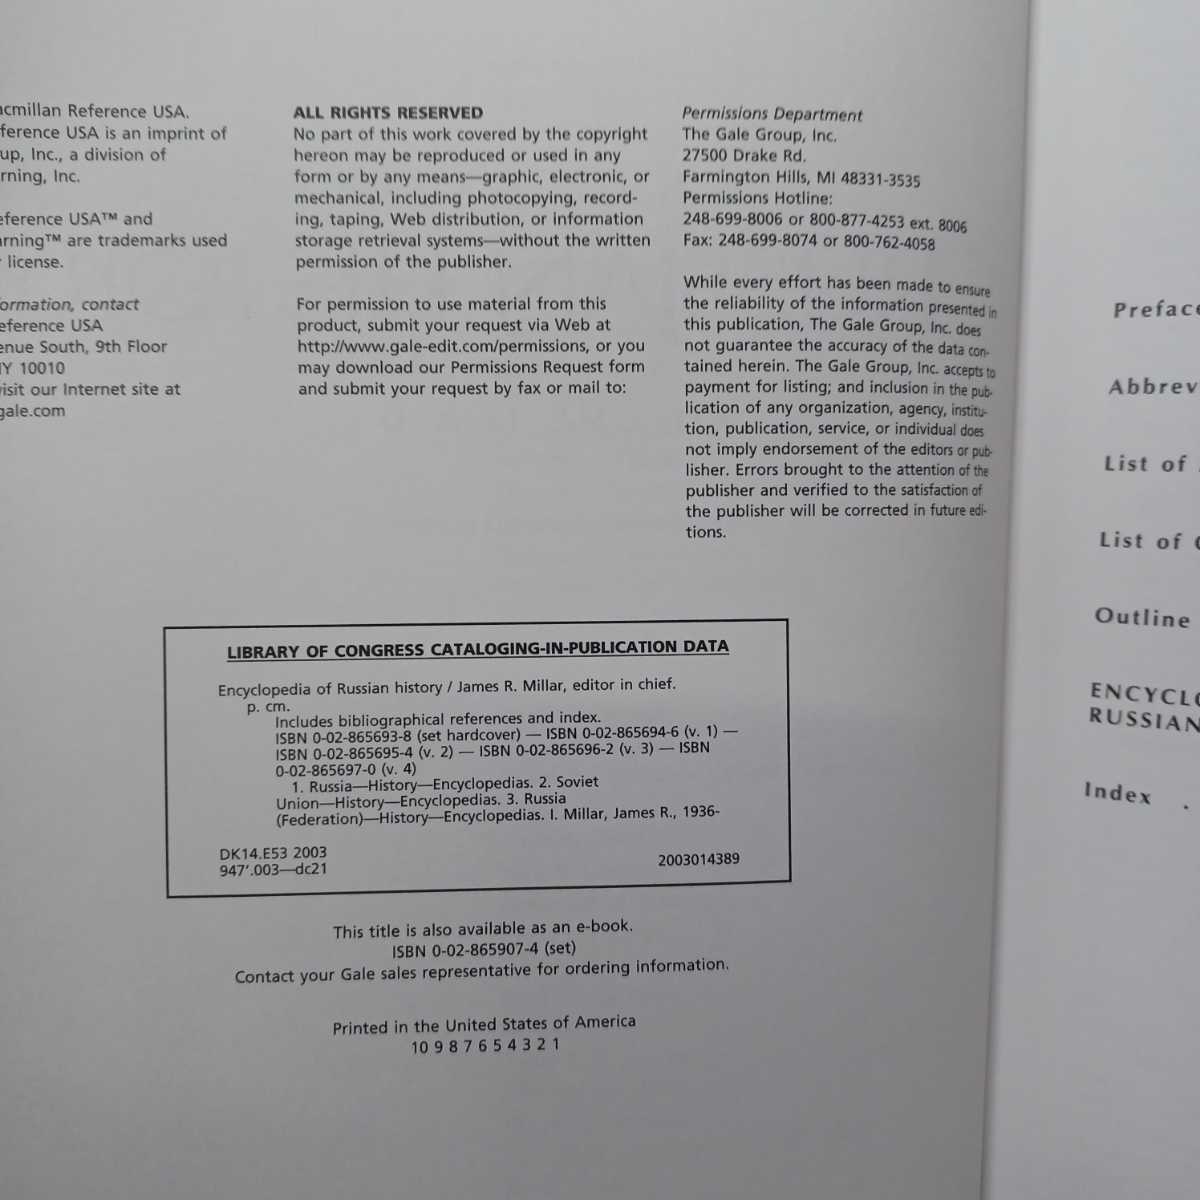 acmillan Reference USA.
ference USA is an imprint of
up, Inc., a division of
rning, Inc.
eference USA™ and
arning™ are trademarks used
license.
ormation, contact
eference USA
enue South, 9th Floor
NY 10010
visit our Internet site at
gale.com
ALL RIGHTS RESERVED
No part of this work covered by the copyright
hereon may be reproduced or used in any
form or by any means—graphic, electronic, or
mechanical, including photocopying, record-
ing, taping, Web distribution, or information
storage retrieval systems—without the written
permission of the publisher.
For permission to use material from this
product, submit your request via Web at
http://www.gale-edit.com/permissions, or you
may download our Permissions Request form
and submit your request by fax or mail to:
Permissions Department
The Gale Group, Inc.
27500 Drake Rd.
Farmington Hills, MI 48331-3535
Permissions Hotline:
248-699-8006 or 800-877-4253 ext. 8006
Fax: 248-699-8074 or 800-762-4058
While every effort has been made to ensure
the reliability of the information presented in
this publication, The Gale Group, Inc. does
not guarantee the accuracy of the data con-
tained herein. The Gale Group, Inc. accepts to
payment for listing; and inclusion in the pub-
lication of any organization, agency, institu-
tion, publication, service, or individual does
not imply endorsement of the editors or pub-
lisher. Errors brought to the attention of the
publisher and verified to the satisfaction of
the publisher will be corrected in future edi-
tions.
LIBRARY OF CONGRESS CATALOGING-IN-PUBLICATION DATA
Encyclopedia of Russian history / James R. Millar, editor in chief.
p. cm.
Includes bibliographical references and index.
ISBN 0-02-865693-8 (set hardcover) — ISBN 0-02-865694-6 (v. 1) —
ISBN 0-02-865695-4 (v. 2) — ISBN 0-02-865696-2 (v. 3) — ISBN
0-02-865697-0 (v. 4)
1. Russia—History—Encyclopedias. 2. Soviet
Union—History—Encyclopedias. 3. Russia
(Federation)—History—Encyclopedias. I. Millar, James R., 1936-
DK14.E53 2003
947'.003—dc21
2003014389
This title is also available as an e-book.
ISBN 0-02-865907-4 (set)
Contact your Gale sales representative for ordering information.
Printed in the United States of America
10 9 8 7 6 5 4 3 2 1
Preface
Abbrev
List of
List of
Outline
ENCYCLO
RUSSIAN
Index .